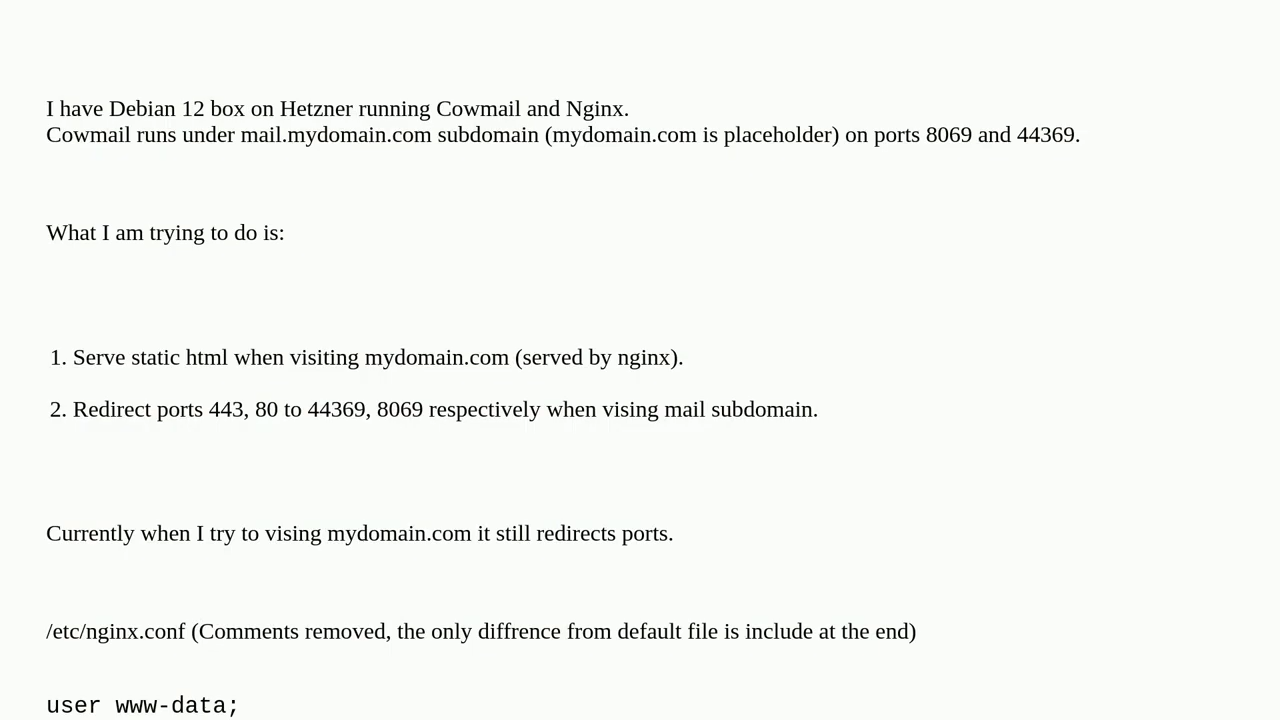 I have Debian 12 box on Hetzner running Cowmail and Nginx.
Cowmail runs under mail.mydomain.com subdomain (mydomain.com is placeholder) on ports 8069 and 44369.
What I am trying to do is:
1. Serve static html when visiting mydomain.com (served by nginx).
2. Redirect ports 443, 80 to 44369, 8069 respectively when vising mail subdomain.
Currently when I try to vising mydomain.com it still redirects ports.
/etc/nginx.conf (Comments removed, the only diffrence from default file is include at the end)
user www-data;